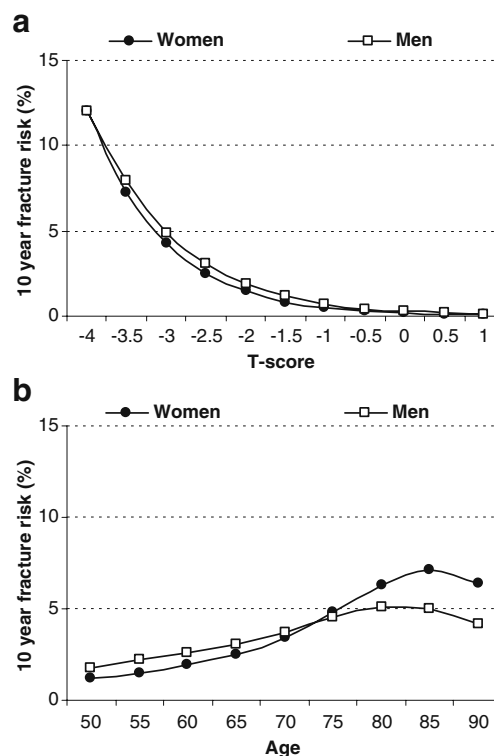 a
Women Men
15
10
5
0
10 year fracture risk (%)
-4 -3.5 -3 -2.5 -2 -1.5 -1 -0.5 0 0.5 1
T-score
b
Women Men
15
10
5
0
10 year fracture risk (%)
50 55 60 65 70 75 80 85 90
Age